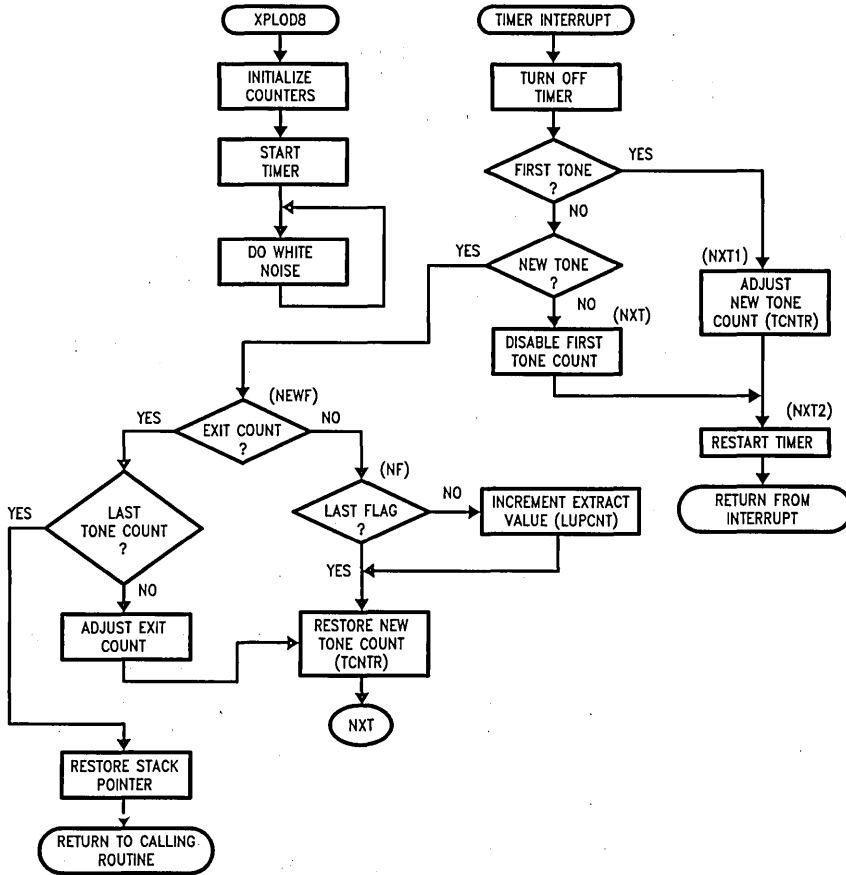 XPLOD8
INITIALIZE
COUNTERS
START
TIMER
DO WHITE
NOISE
TIMER INTERRUPT
TURN OFF
TIMER
FIRST TONE
?
YES
NO
NEW TONE
?
YES
NO
(NXT1)
ADJUST
NEW TONE
COUNT (TCNTR)
(NXT)
DISABLE FIRST
TONE COUNT
(NXT2)
RESTART TIMER
RETURN FROM
INTERRUPT
(NEWF)
EXIT COUNT
?
YES
NO
(NF)
LAST FLAG
?
NO
YES
INCREMENT EXTRACT
VALUE (LUPCNT)
LAST
TONE COUNT
?
YES
NO
ADJUST EXIT
COUNT
RESTORE NEW
TONE COUNT
(TCNTR)
NXT
RESTORE STACK
POINTER
RETURN TO CALLING
ROUTINE